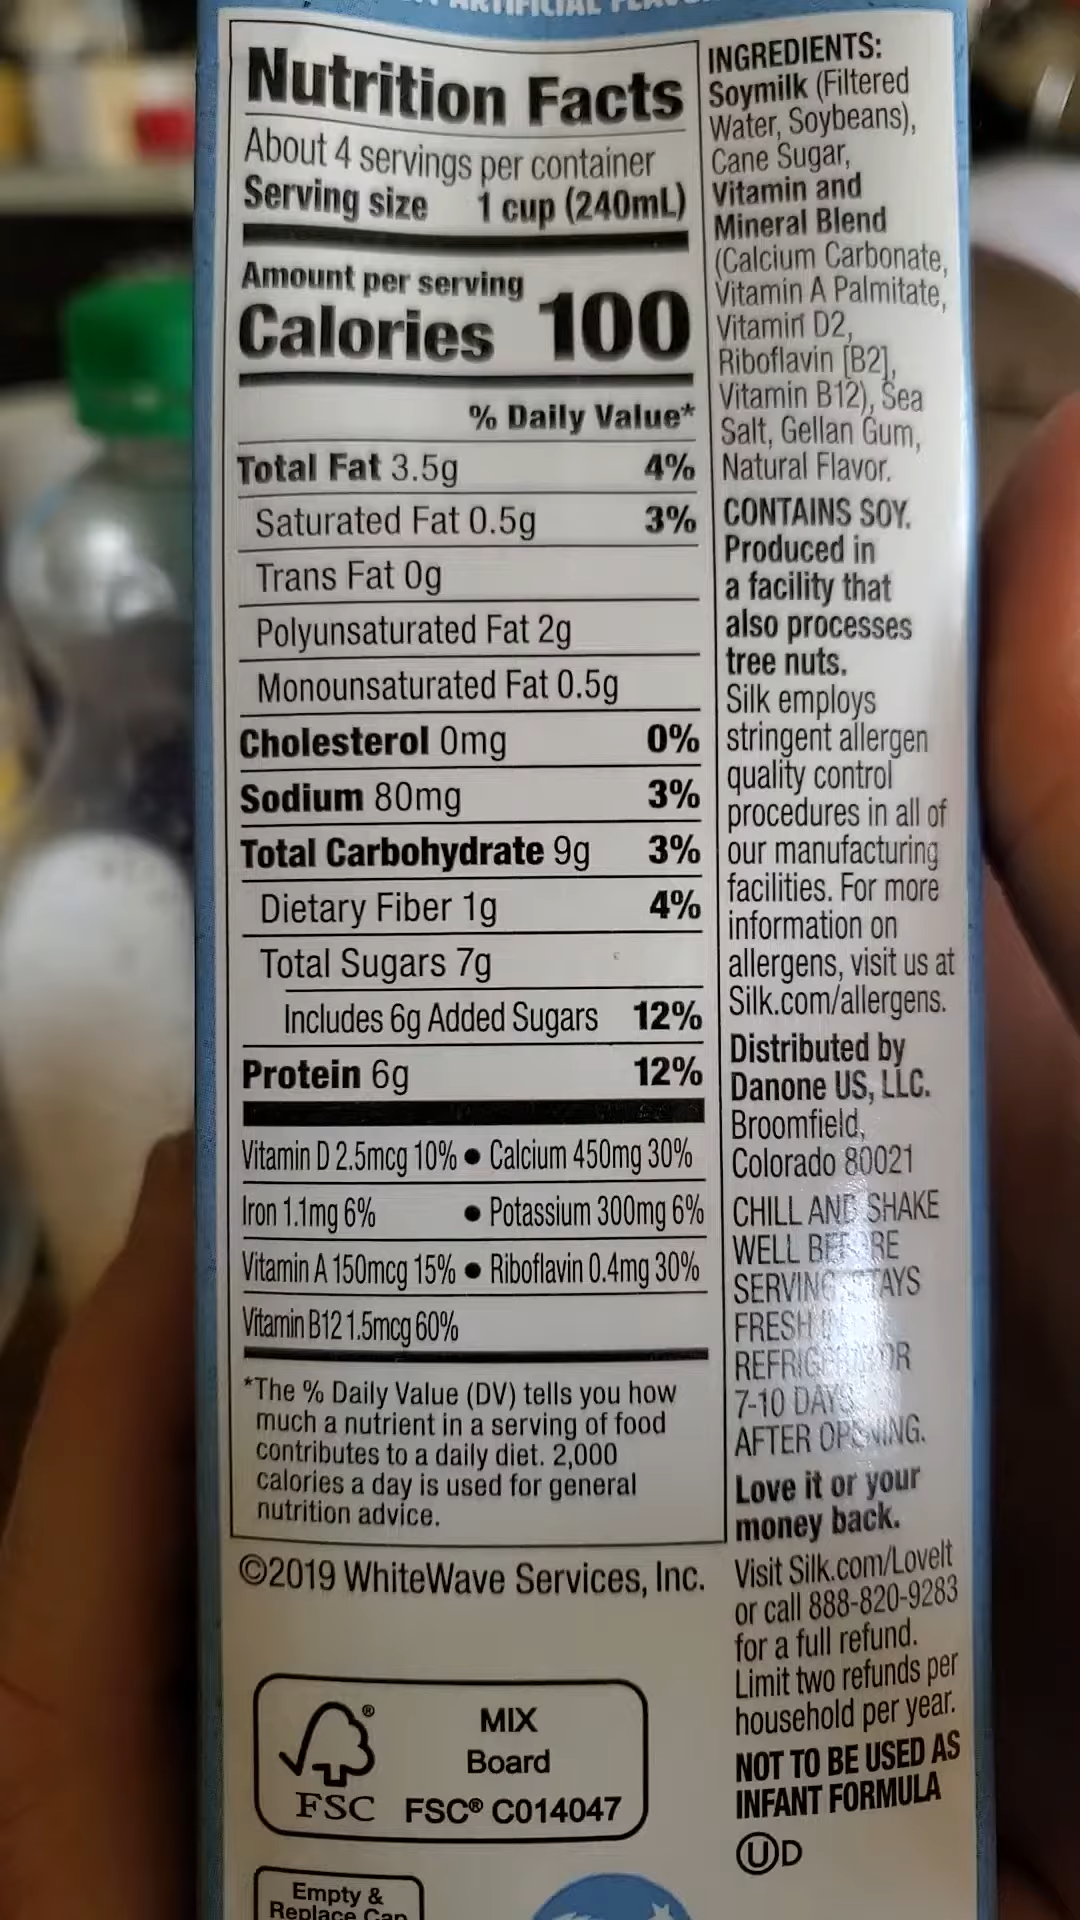 ARTIFICIAL
Nutrition Facts
About 4 servings per container
Serving size 1 cup (240mL)
Amount per serving
Calories 100
% Daily Value*
Total Fat 3.5g 4%
Saturated Fat 0.5g 3%
Trans Fat 0g
Polyunsaturated Fat 2g
Monounsaturated Fat 0.5g
Cholesterol 0mg 0%
Sodium 80mg 3%
Total Carbohydrate 9g 3%
Dietary Fiber 1g 4%
Total Sugars 7g
Includes 6g Added Sugars 12%
Protein 6g 12%
Vitamin D 2.5mcg 10% • Calcium 450mg 30%
Iron 1.1mg 6% • Potassium 300mg 6%
Vitamin A 150mcg 15% • Riboflavin 0.4mg 30%
Vitamin B12 1.5mcg 60%
*The % Daily Value (DV) tells you how
much a nutrient in a serving of food
contributes to a daily diet. 2,000
calories a day is used for general
nutrition advice.
©2019 WhiteWave Services, Inc.
INGREDIENTS:
Soymilk (Filtered
Water, Soybeans),
Cane Sugar,
Vitamin and
Mineral Blend
(Calcium Carbonate,
Vitamin A Palmitate,
Vitamin D2,
Riboflavin [B2],
Vitamin B12), Sea
Salt, Gellan Gum,
Natural Flavor.
CONTAINS SOY.
Produced in
a facility that
also processes
tree nuts.
Silk employs
stringent allergen
quality control
procedures in all of
our manufacturing
facilities. For more
information on
allergens, visit us at
Silk.com/allergens.
Distributed by
Danone US, LLC.
Broomfield,
Colorado 80021
CHILL AND SHAKE
WELL BEFORE
SERVING. STAYS
FRESH IN
REFRIGERATOR
7-10 DAYS
AFTER OPENING.
Love it or your
money back.
Visit Silk.com/LoveIt
or call 888-820-9283
for a full refund.
Limit two refunds per
household per year.
NOT TO BE USED AS
INFANT FORMULA
UD
® MIX
Board
FSC FSC® C014047
Empty &
Replace Cap